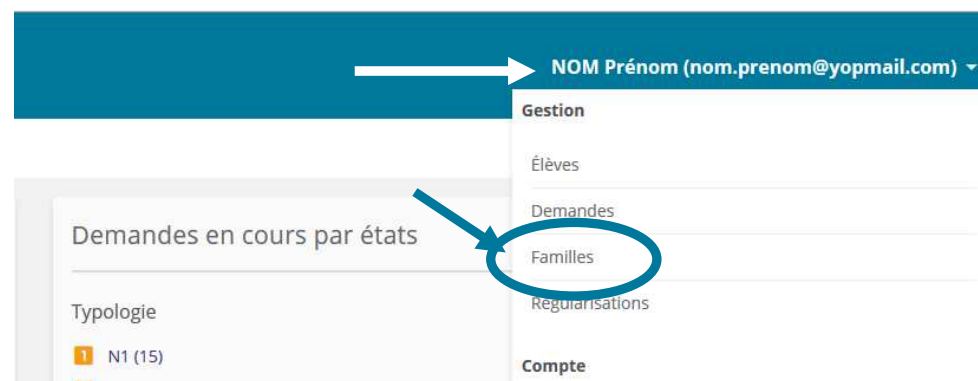 NOM Prénom (nom.prenom@yopmail.com)
Gestion
Élèves
Demandes
Familles
Régularisations
Compte
Demandes en cours par états
Typologie
1 N1 (15)